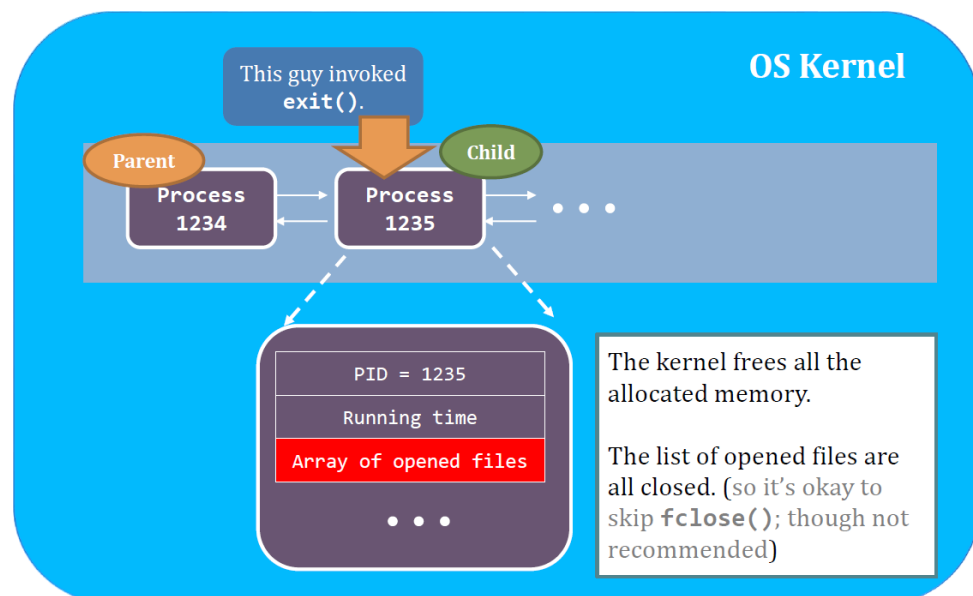 OS Kernel
This guy invoked
exit().
Parent
Child
Process
1234
Process
1235
PID = 1235
Running time
Array of opened files
The kernel frees all the
allocated memory.
The list of opened files are
all closed. (so it's okay to
skip fclose(); though not
recommended)